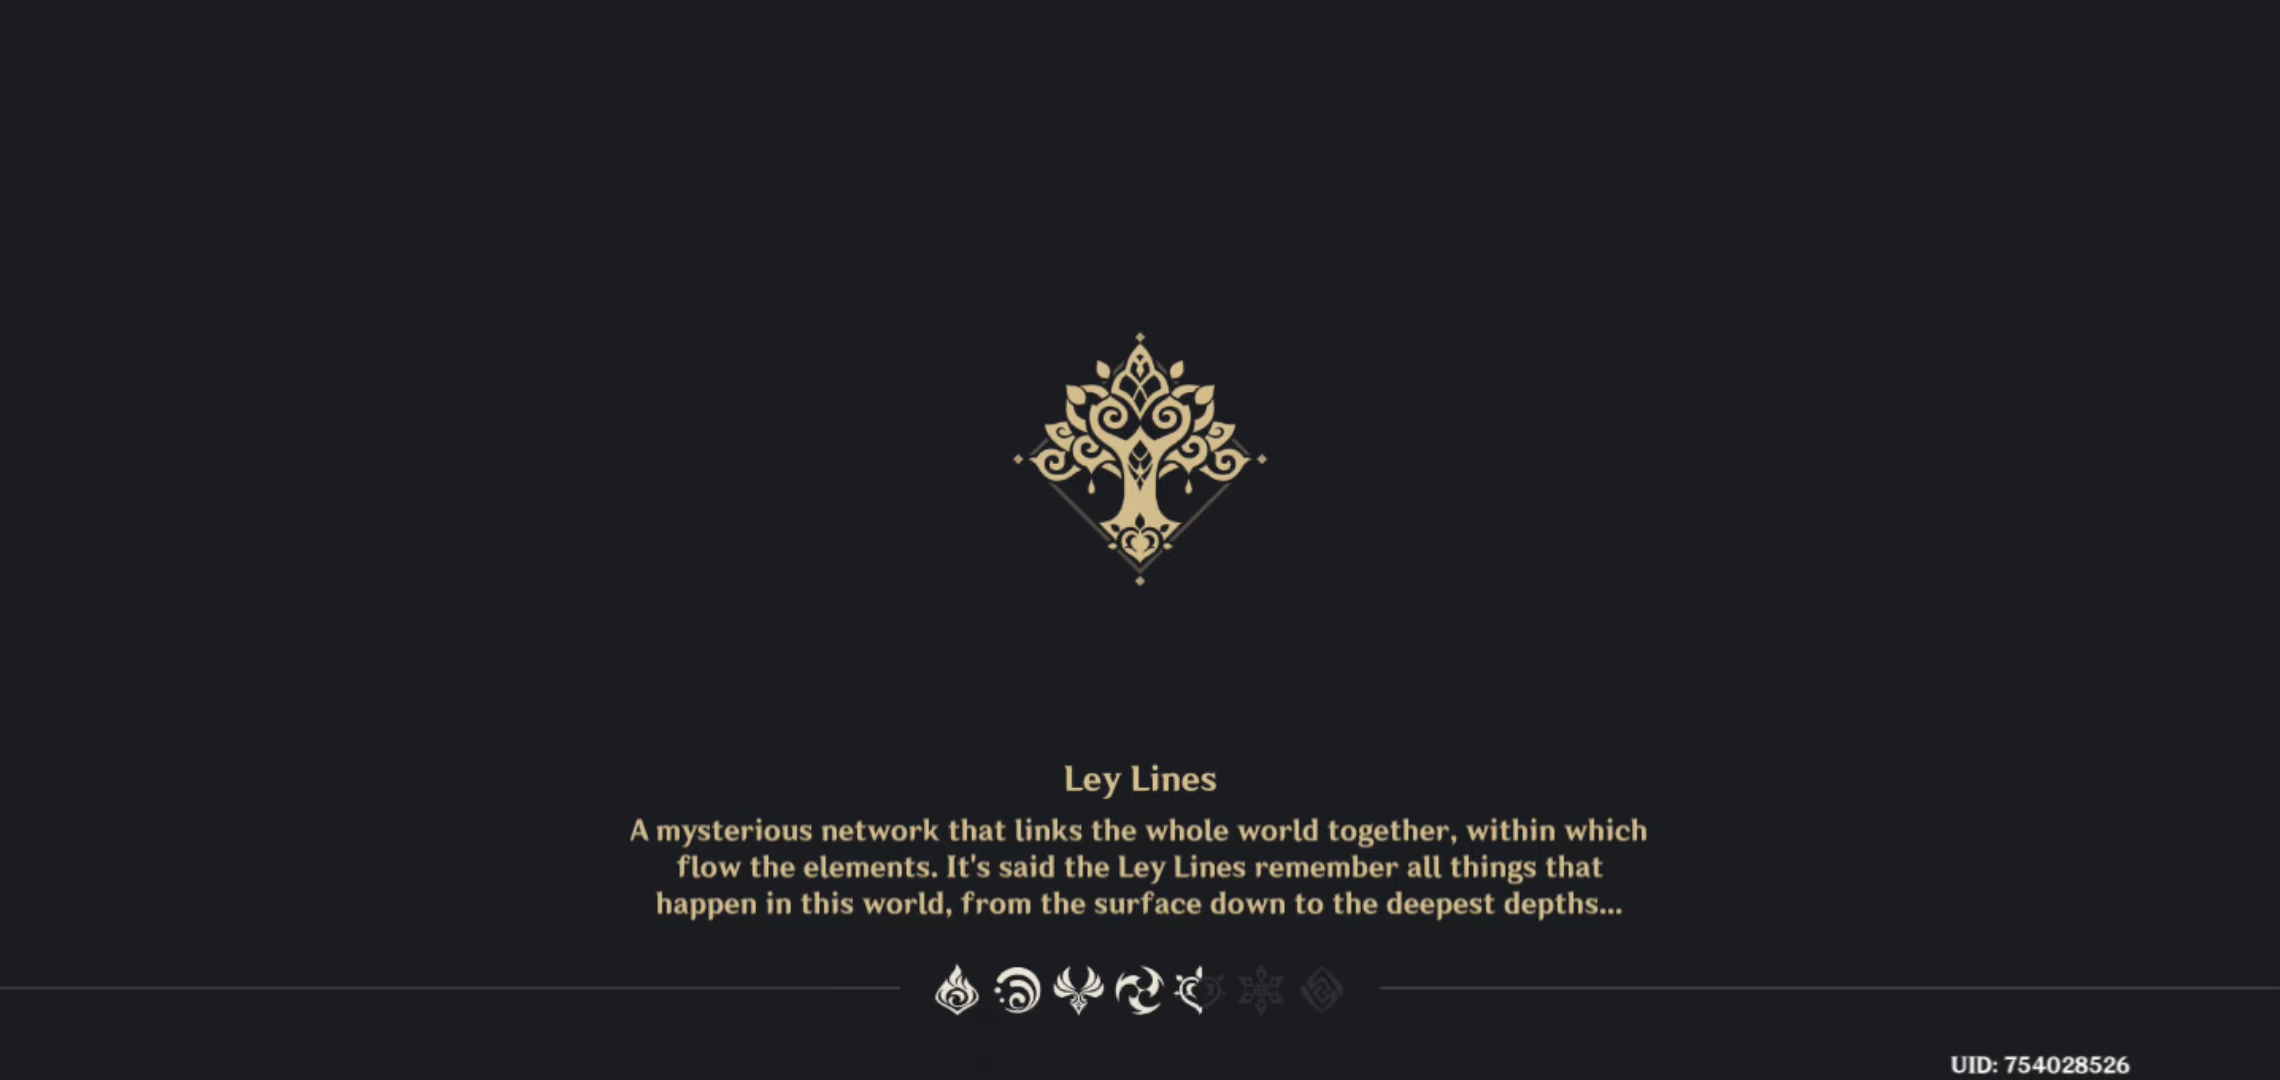 Ley Lines
A mysterious network that links the whole world together, within which
flow the elements. It's said the Ley Lines remember all things that
happen in this world, from the surface down to the deepest depths...
UID: 754028526